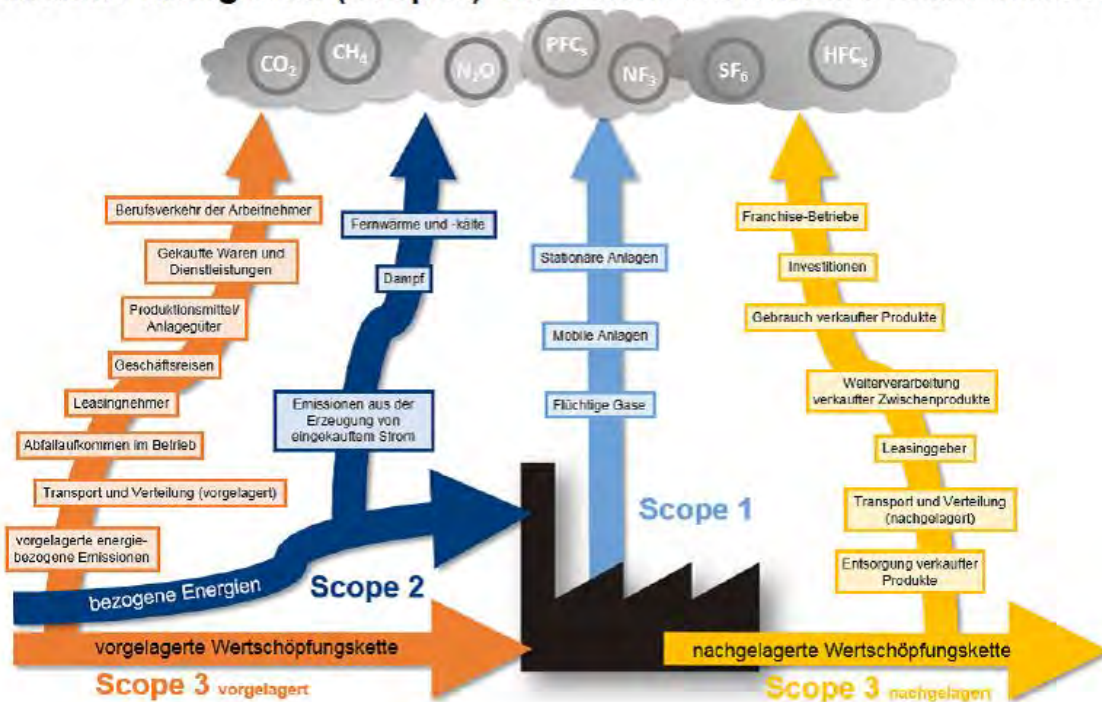 CO2
CH4
N2O
PFCs
NF3
SF6
HFCs
Berufsverkehr der Arbeitnehmer
Gekaufte Waren und
Dienstleistungen
Produktionsmittel/
Anlagegüter
Geschäftsreisen
Leasingnehmer
Abfallaufkommen im Betrieb
Transport und Verteilung (vorgelagert)
vorgelagerte energie-
bezogene Emissionen
Fernwärme und -kälte
Dampf
Emissionen aus der
Erzeugung von
eingekauftem Strom
bezogene Energien
Scope 2
Stationäre Anlagen
Mobile Anlagen
Flüchtige Gase
Scope 1
Franchise-Betriebe
Investitionen
Gebrauch verkaufter Produkte
Weiterverarbeitung
verkaufter Zwischenprodukte
Leasinggeber
Transport und Verteilung
(nachgelagert)
Entsorgung verkaufter
Produkte
vorgelagerte Wertschöpfungskette
Scope 3 vorgelagert
nachgelagerte Wertschöpfungskette
Scope 3 nachgelagert